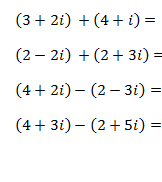 (3 + 2i) + (4 + i) =
(2 − 2i) + (2 + 3i) =
(4 + 2i) − (2 − 3i) =
(4 + 3i) − (2 + 5i) =